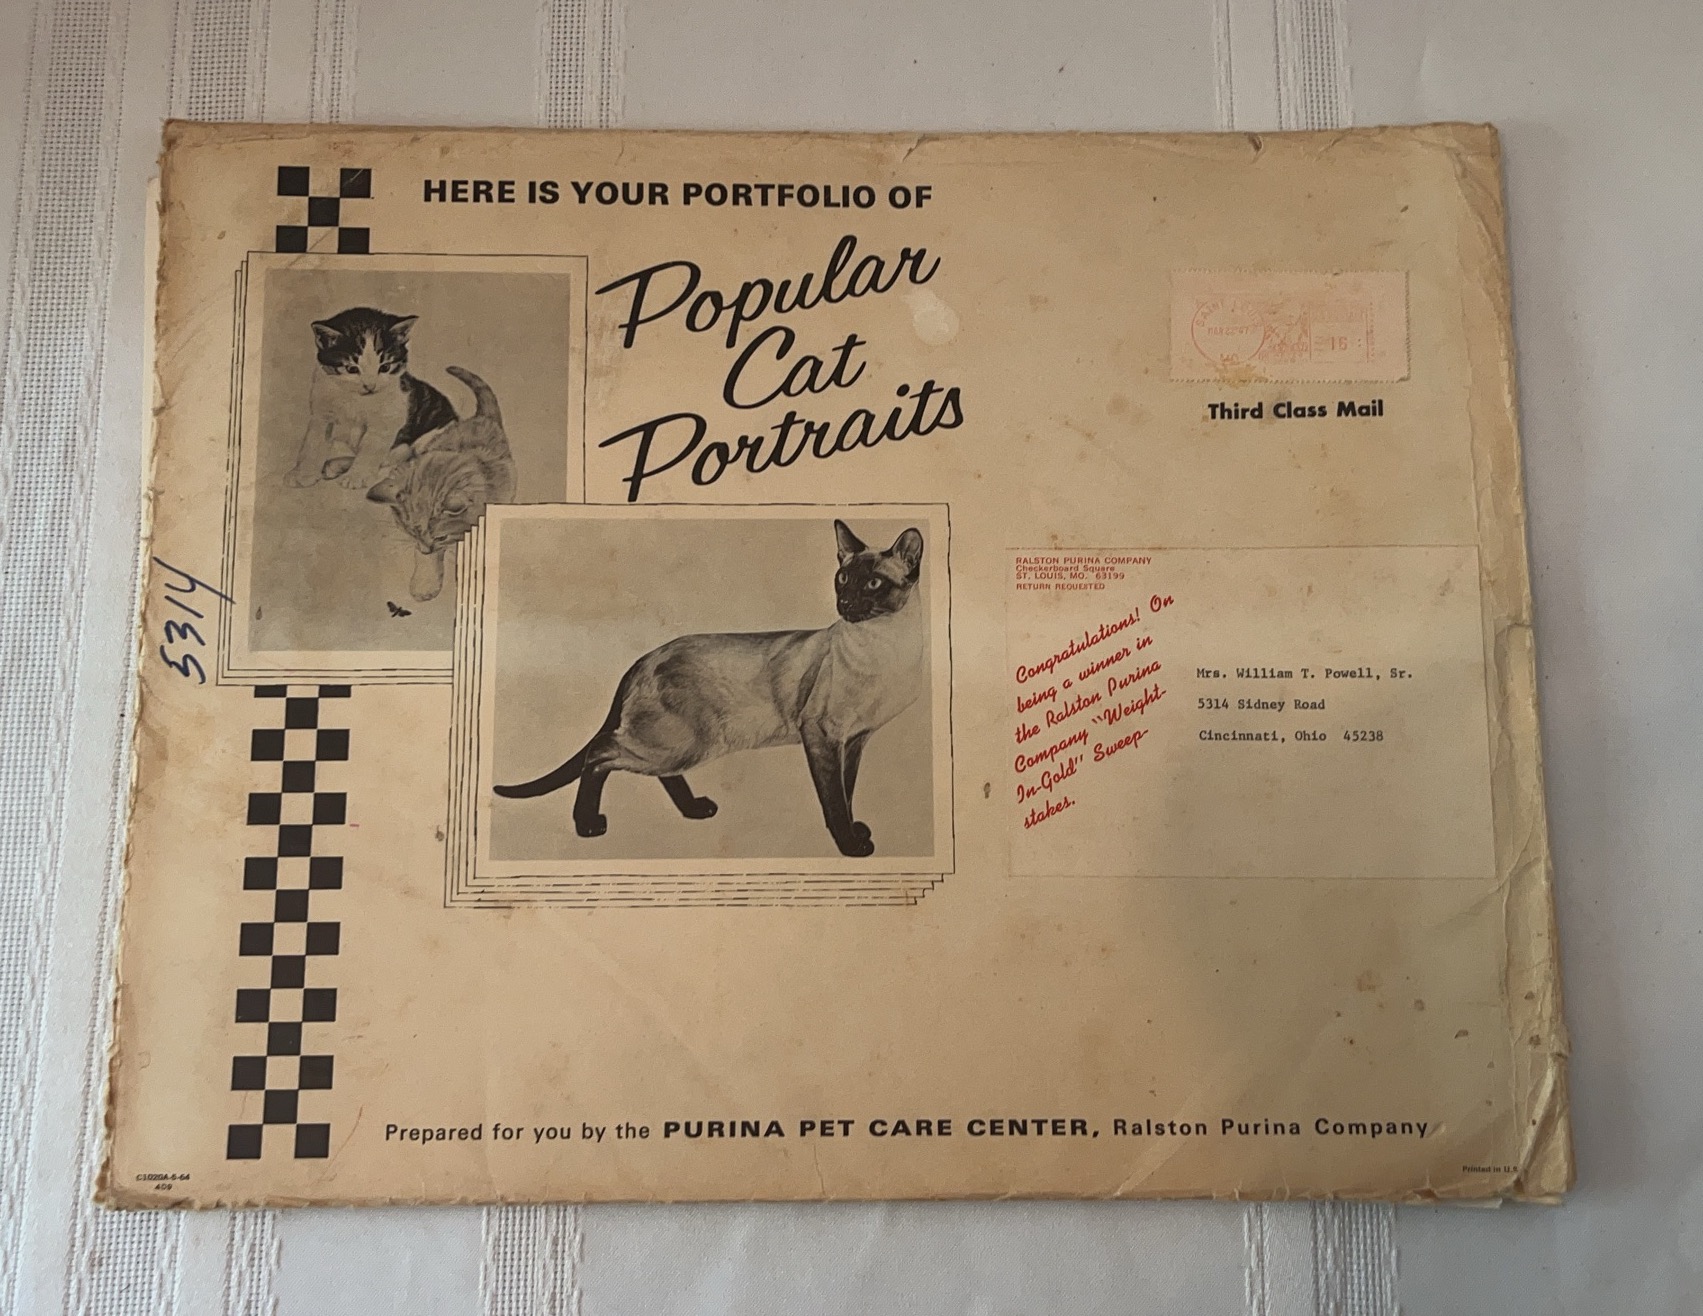 HERE IS YOUR PORTFOLIO OF
Popular
Cat
Portraits
16
Third Class Mail
5314
RALSTON PURINA COMPANY
Checkerboard Square
ST. LOUIS, MO. 63199
RETURN REQUESTED
Congratulations! On
being a winner in
the Ralston Purina
Company "Weight-
In-Gold" Sweep-
stakes.
Mrs. William T. Powell, Sr.
5314 Sidney Road
Cincinnati, Ohio 45238
Prepared for you by the PURINA PET CARE CENTER, Ralston Purina Company
409
Printed in U.S.